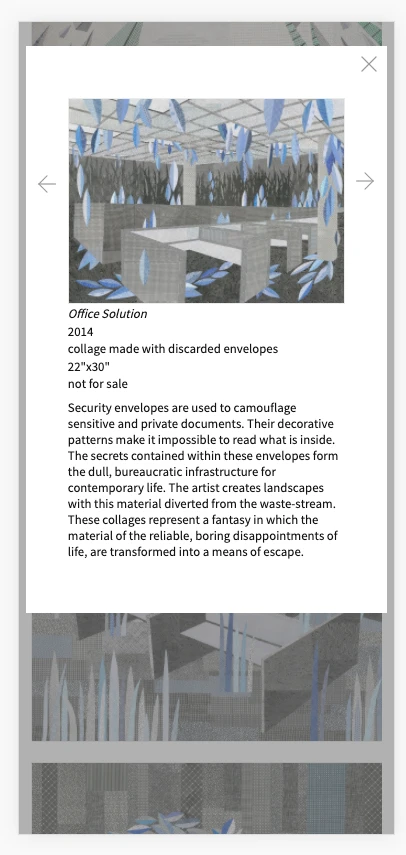 Office Solution
2014
collage made with discarded envelopes
22"x30"
not for sale
Security envelopes are used to camouflage
sensitive and private documents. Their decorative
patterns make it impossible to read what is inside.
The secrets contained within these envelopes form
the dull, bureaucratic infrastructure for
contemporary life. The artist creates landscapes
with this material diverted from the waste-stream.
These collages represent a fantasy in which the
material of the reliable, boring disappointments of
life, are transformed into a means of escape.